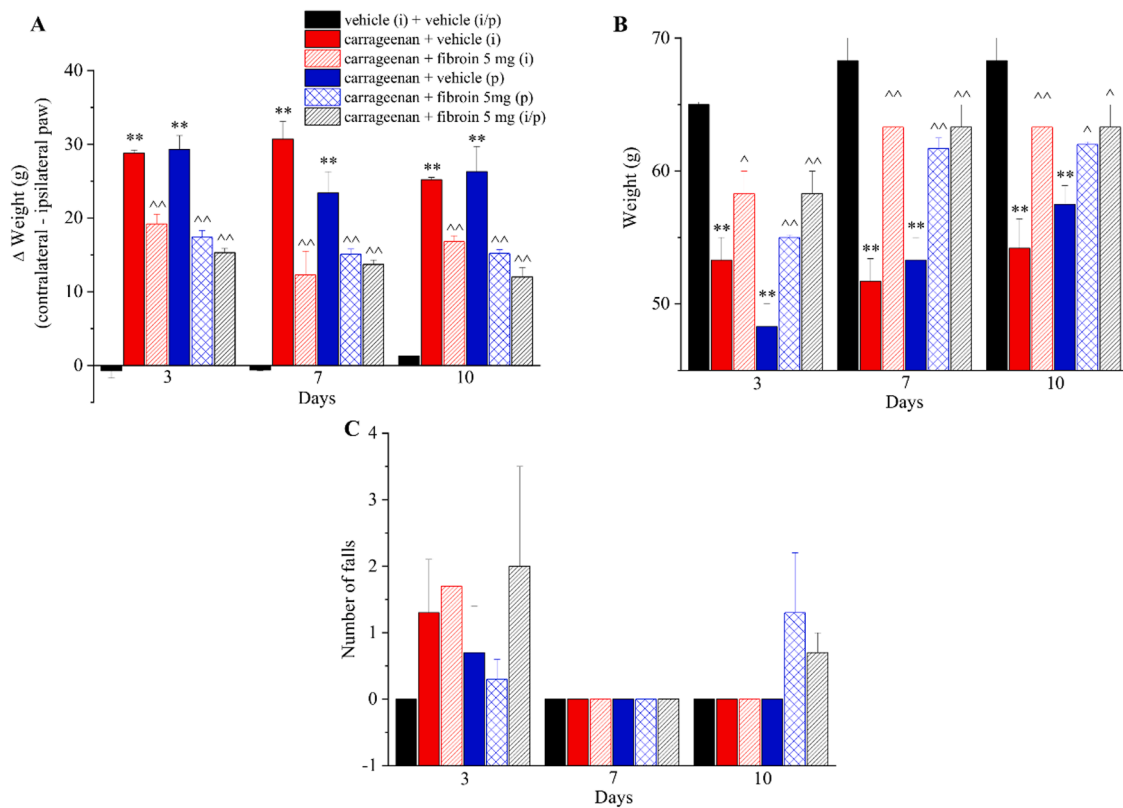 A
vehicle (i) + vehicle (i/p)
carrageenan + vehicle (i)
carrageenan + fibroin 5 mg (i)
carrageenan + vehicle (p)
carrageenan + fibroin 5mg (p)
carrageenan + fibroin 5 mg (i/p)
Δ Weight (g)
(contralateral - ipsilateral paw)
40
30
20
10
0
** ** ** ** ** **
^^ ^^ ^^ ^^ ^^ ^^ ^^ ^^ ^^
3 7 10
Days
B
Weight (g)
70
60
50
** ** ** ** ** **
^ ^^ ^^ ^^ ^^ ^^ ^^ ^ ^
3 7 10
Days
C
Number of falls
4
3
2
1
0
-1
3 7 10
Days